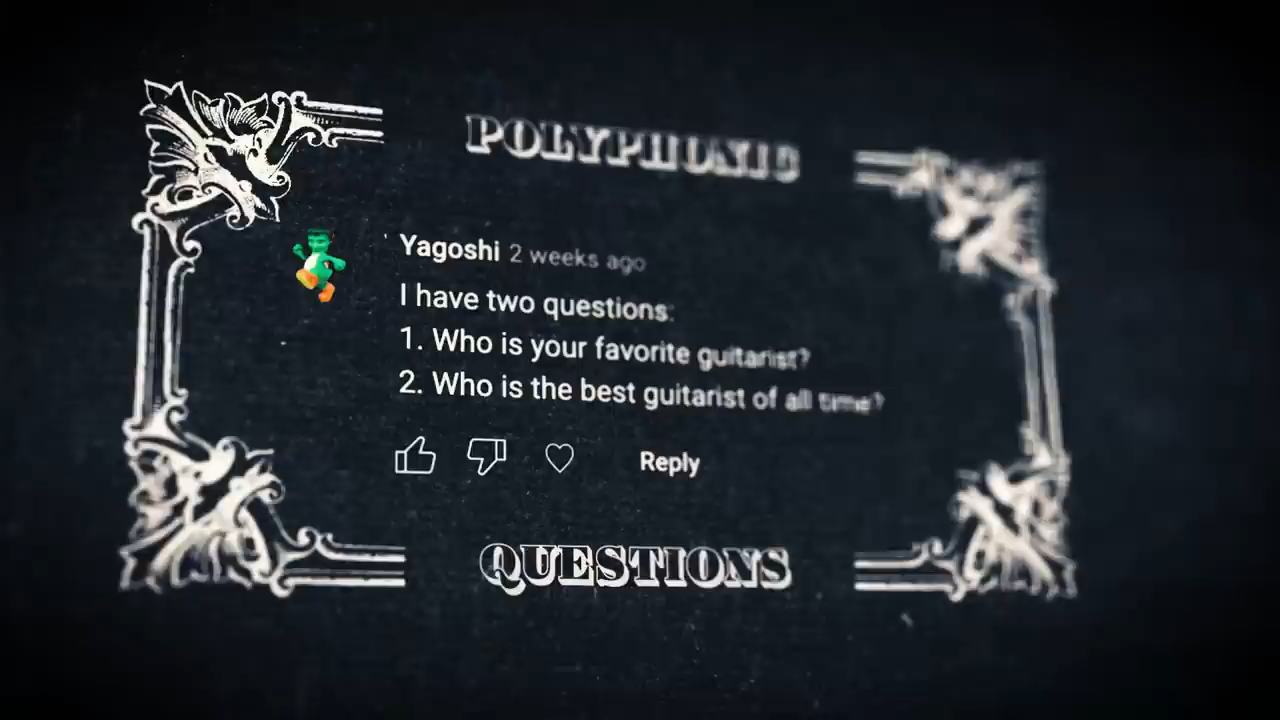 POLYPHONIC
Yagoshi 2 weeks ago
I have two questions:
1. Who is your favorite guitarist?
2. Who is the best guitarist of all time?
Reply
QUESTIONS